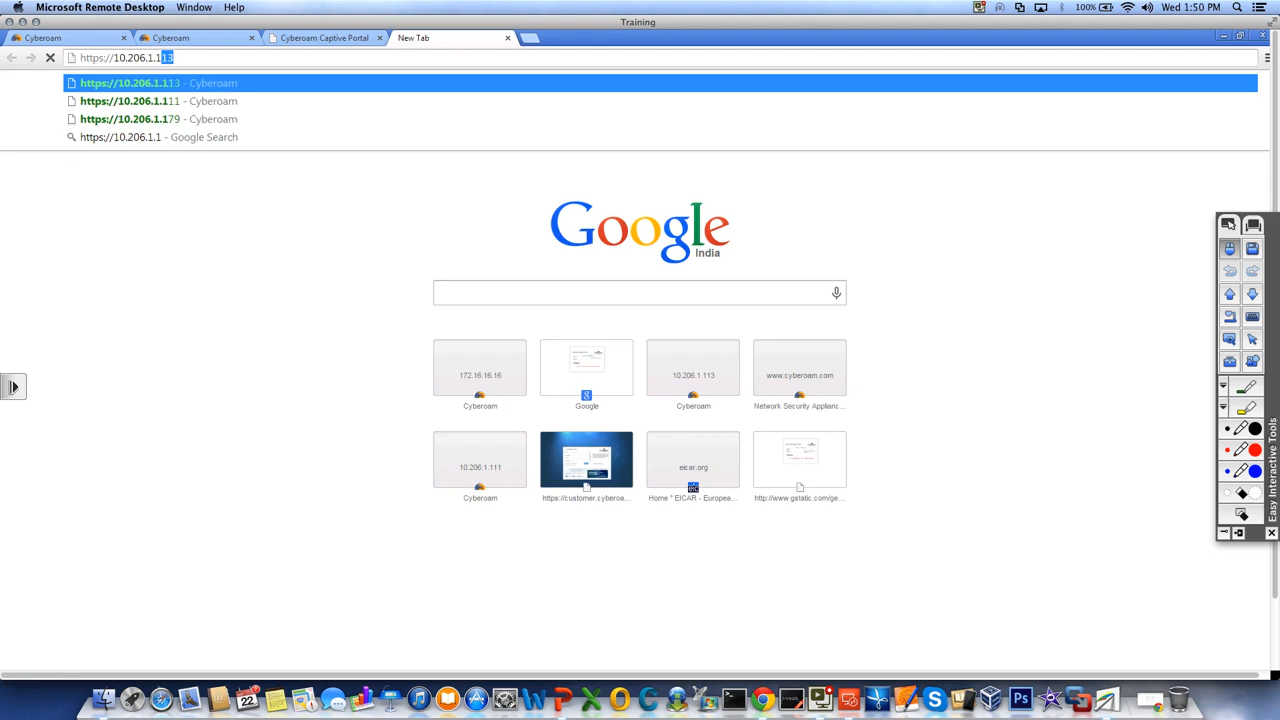 Microsoft Remote Desktop Window Help 100% Wed 1:50 PM
Training
Cyberoam Cyberoam Cyberoam Captive Portal New Tab
https://10.206.1.113
https://10.206.1.113 - Cyberoam
https://10.206.1.111 - Cyberoam
https://10.206.1.179 - Cyberoam
https://10.206.1.1 - Google Search
Google
India
172.16.16.16
10.206.1.113
www.cyberoam.com
Cyberoam Google Cyberoam Network Security Applianc...
10.206.1.111
eicar.org
Cyberoam https://customer.cyberoa... Home * EICAR - Europea... http://www.gstatic.com/ge...
Easy Interactive Tools
22